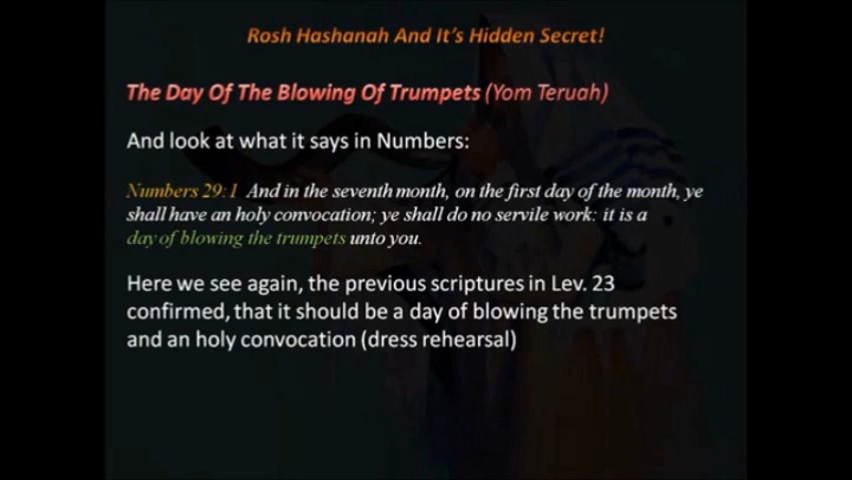 Rosh Hashanah And It's Hidden Secret!
The Day Of The Blowing Of Trumpets (Yom Teruah)
And look at what it says in Numbers:
Numbers 29:1 And in the seventh month, on the first day of the month, ye
shall have an holy convocation; ye shall do no servile work: it is a
day of blowing the trumpets unto you.
Here we see again, the previous scriptures in Lev. 23
confirmed, that it should be a day of blowing the trumpets
and an holy convocation (dress rehearsal)